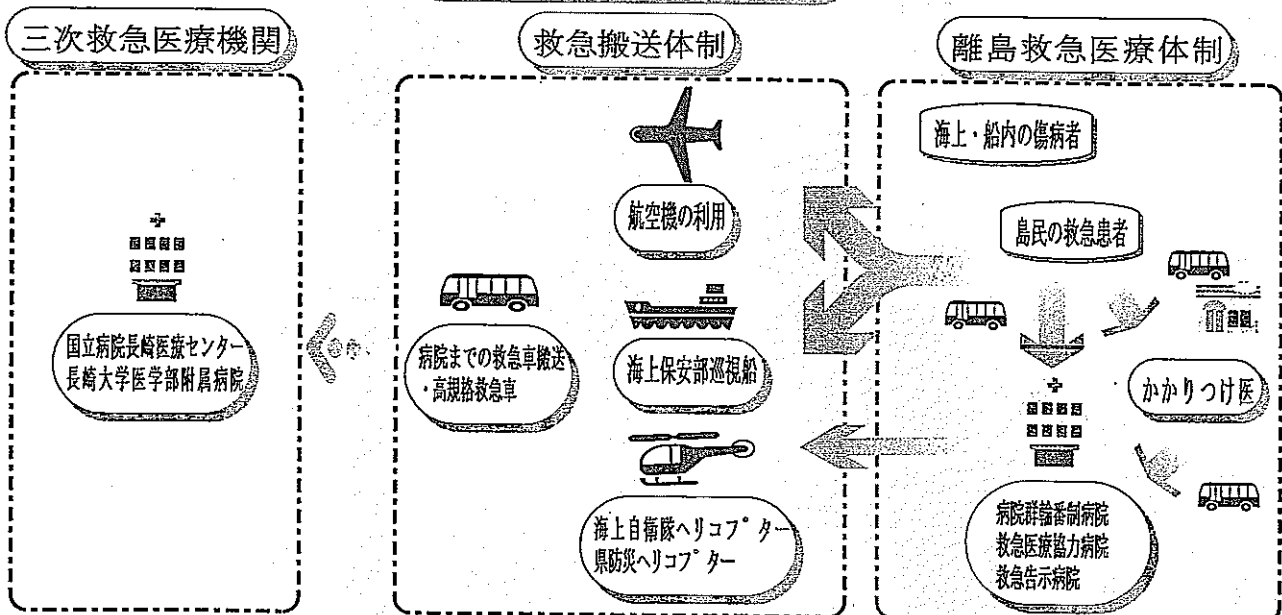 三次救急医療機関
国立病院長崎医療センター
長崎大学医学部附属病院
救急搬送体制
航空機の利用
病院までの救急車搬送
・高規格救急車
海上保安部巡視船
海上自衛隊ヘリコプター
県防災ヘリコプター
離島救急医療体制
海上・船内の傷病者
島民の救急患者
かかりつけ医
病院群輪番制病院
救急医療協力病院
救急告示病院